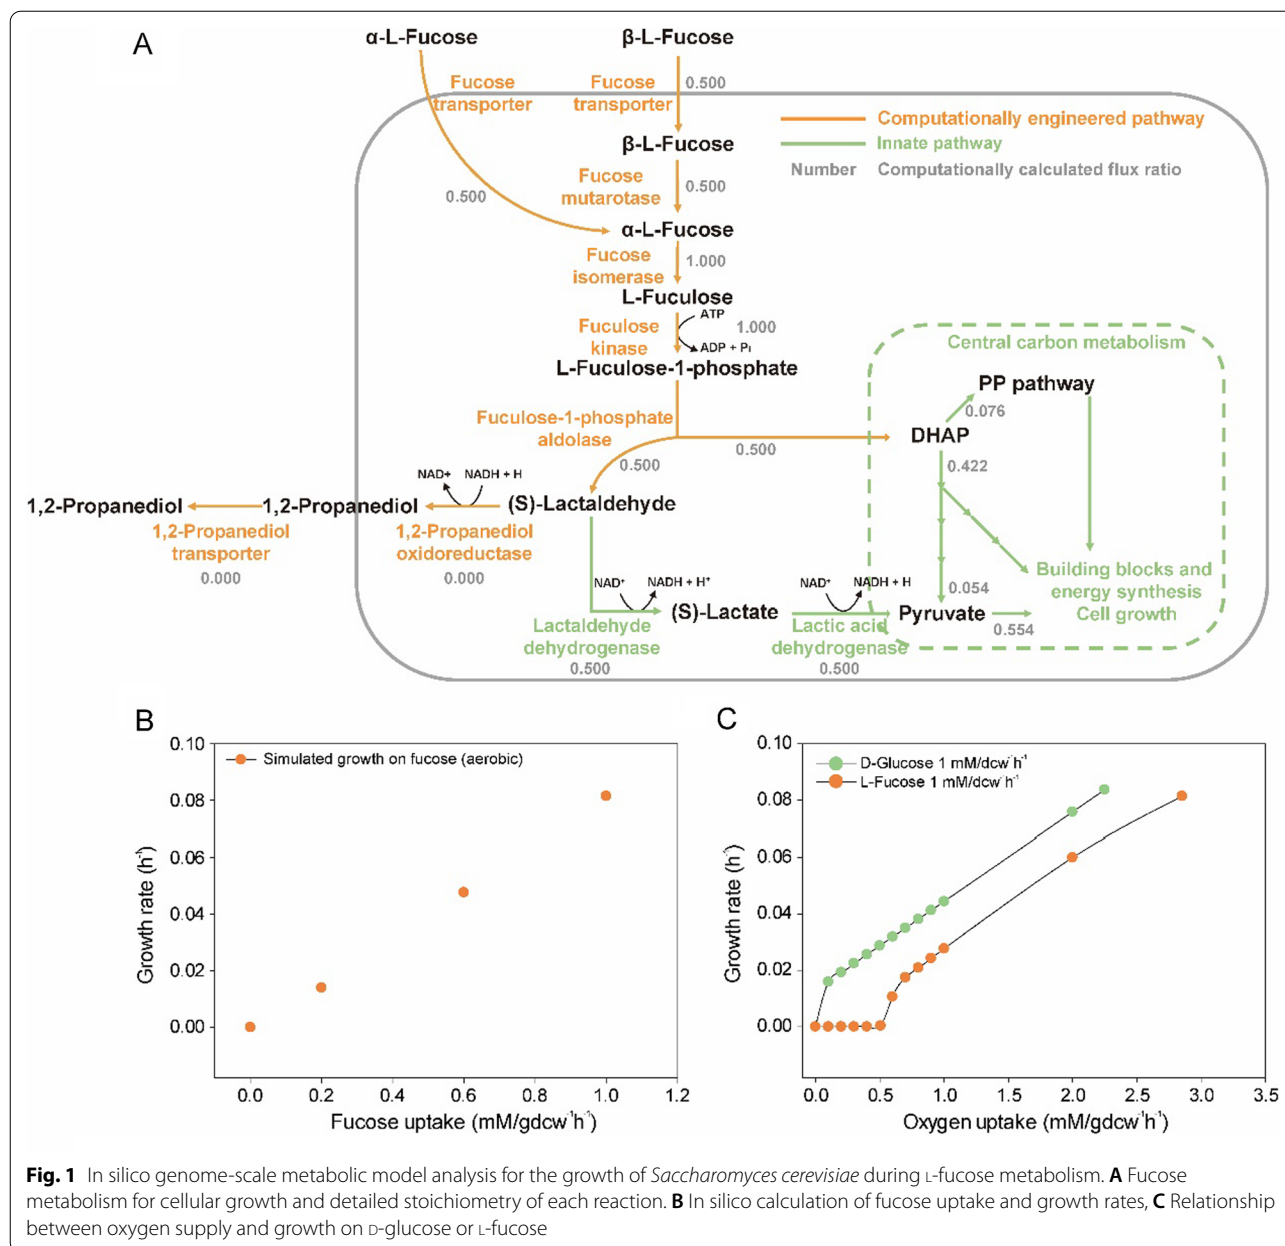 A
α-L-Fucose
β-L-Fucose
Fucose
transporter
Fucose
transporter
0.500
Computationally engineered pathway
Innate pathway
Number Computationally calculated flux ratio
β-L-Fucose
Fucose
mutarotase
0.500
0.500
α-L-Fucose
Fucose
isomerase
1.000
L-Fuculose
ATP
Fuculose
kinase
1.000
ADP + Pi
L-Fuculose-1-phosphate
Central carbon metabolism
PP pathway
0.076
Fuculose-1-phosphate
aldolase
DHAP
0.500
0.500
0.422
NAD+
NADH + H
1,2-Propanediol
1,2-Propanediol
(S)-Lactaldehyde
1,2-Propanediol
transporter
1,2-Propanediol
oxidoreductase
0.000
0.000
NAD⁺
NADH + H⁺
NAD⁺
NADH + H
0.054
Building blocks and
energy synthesis
Cell growth
(S)-Lactate
Pyruvate
0.554
Lactaldehyde
dehydrogenase
Lactic acid
dehydrogenase
0.500
0.500
B
0.10
0.08
0.06
0.04
0.02
0.00
Growth rate (h⁻¹)
Simulated growth on fucose (aerobic)
0.0 0.2 0.4 0.6 0.8 1.0 1.2
Fucose uptake (mM/gdcw⁻¹h⁻¹)
C
0.10
0.08
0.06
0.04
0.02
0.00
Growth rate (h⁻¹)
D-Glucose 1 mM/dcw⁻¹h⁻¹
L-Fucose 1 mM/dcw⁻¹h⁻¹
0.0 0.5 1.0 1.5 2.0 2.5 3.0 3.5
Oxygen uptake (mM/gdcw⁻¹h⁻¹)
Fig. 1 In silico genome-scale metabolic model analysis for the growth of Saccharomyces cerevisiae during L-fucose metabolism. A Fucose
metabolism for cellular growth and detailed stoichiometry of each reaction. B In silico calculation of fucose uptake and growth rates, C Relationship
between oxygen supply and growth on D-glucose or L-fucose